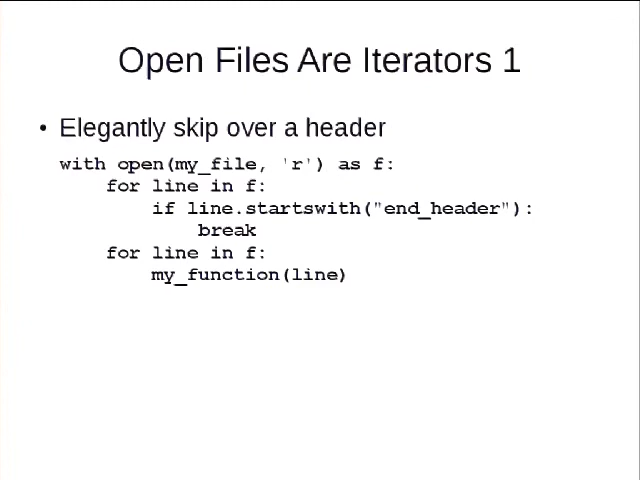 Open Files Are Iterators 1
• Elegantly skip over a header
with open(my_file, 'r') as f:
    for line in f:
        if line.startswith("end_header"):
            break
    for line in f:
        my_function(line)